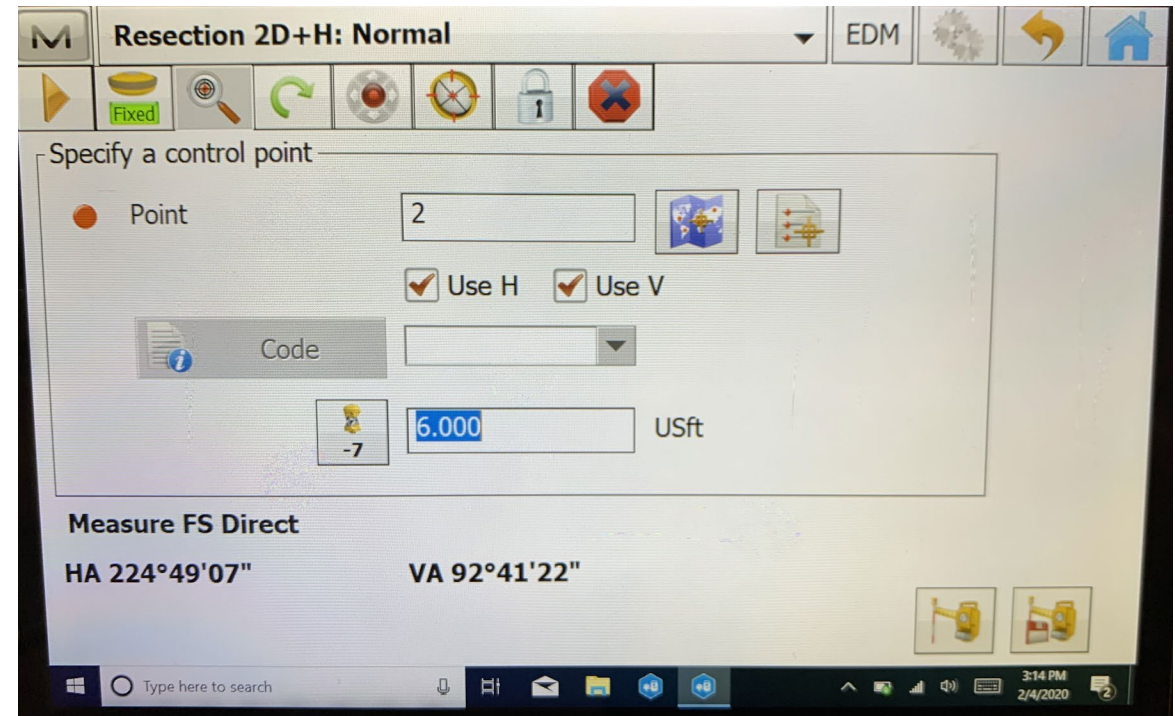 M Resection 2D+H: Normal EDM
Fixed
Specify a control point
Point 2
Use H Use V
Code
-7 6.000 USft
Measure FS Direct
HA 224°49'07" VA 92°41'22"
Type here to search
3:14 PM
2/4/2020
2